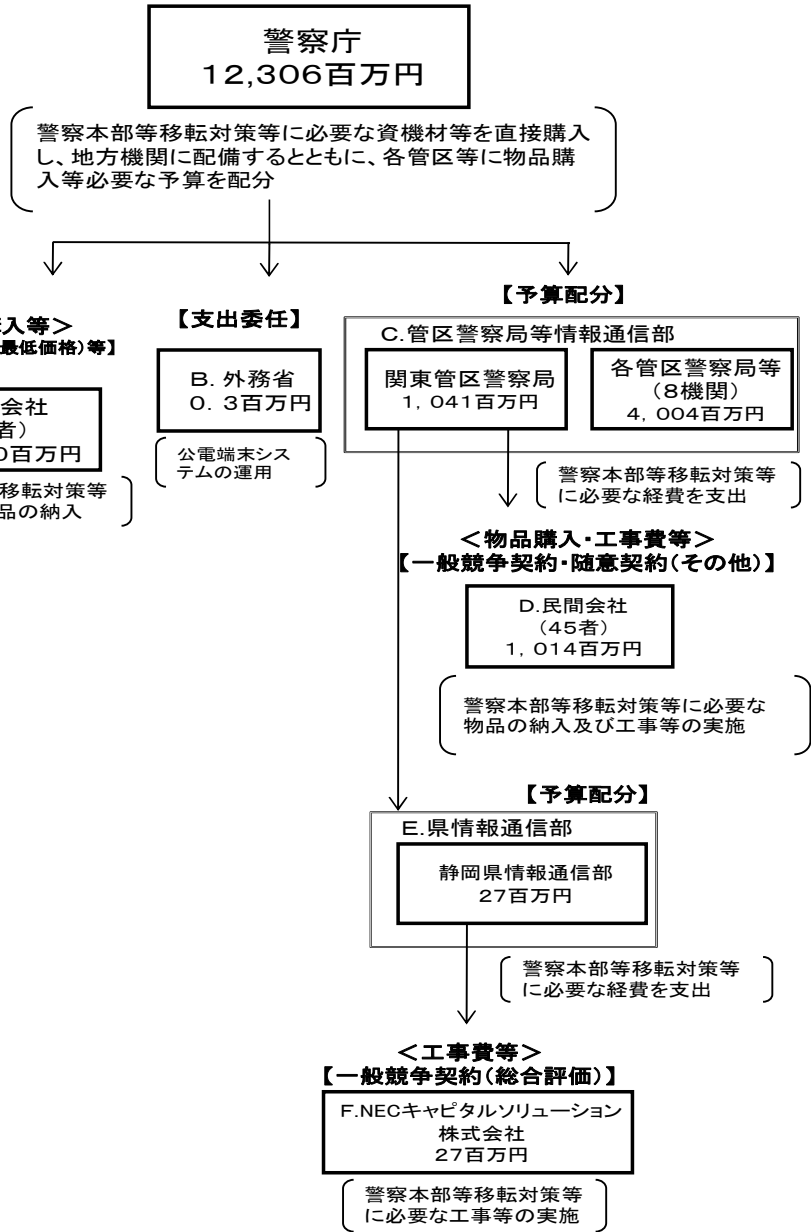 警察庁
12,306百万円
警察本部等移転対策等に必要な資機材等を直接購入
し、地方機関に配備するとともに、各管区等に物品購
入等必要な予算を配分
入等＞
最低価格)等】
会社
者)
0百万円
移転対策等
品の納入
【支出委任】
B. 外務省
0. 3百万円
公電端末シス
テムの運用
【予算配分】
C.管区警察局等情報通信部
関東管区警察局
1, 041百万円
各管区警察局等
(8機関)
4, 004百万円
警察本部等移転対策等
に必要な経費を支出
＜物品購入・工事費等＞
【一般競争契約・随意契約(その他)】
D.民間会社
(45者)
1, 014百万円
警察本部等移転対策等に必要な
物品の納入及び工事等の実施
【予算配分】
E.県情報通信部
静岡県情報通信部
27百万円
警察本部等移転対策等
に必要な経費を支出
＜工事費等＞
【一般競争契約(総合評価)】
F.NECキャピタルソリューション
株式会社
27百万円
警察本部等移転対策等
に必要な工事等の実施